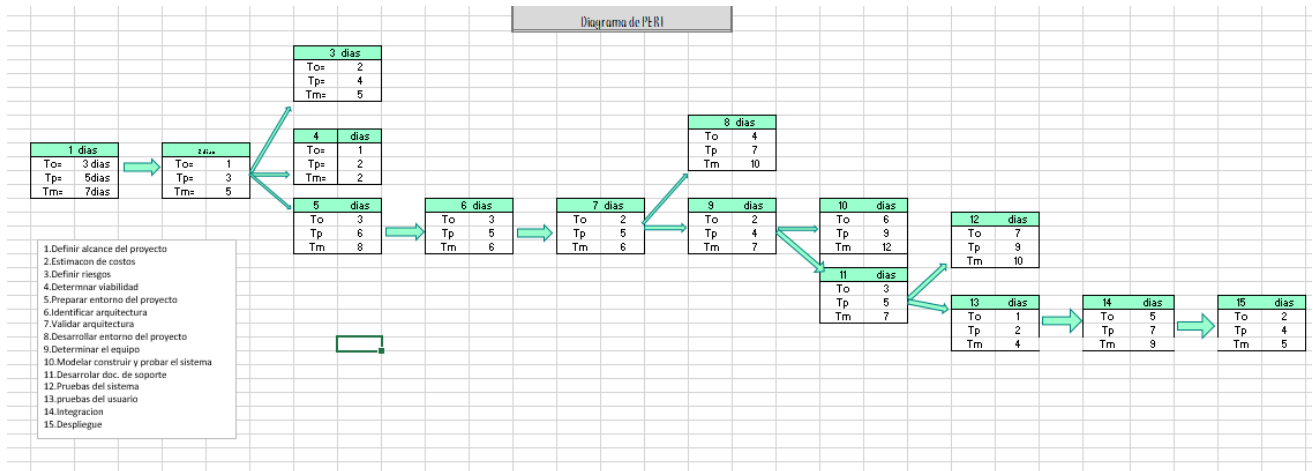 Diagrama de PERT
3 dias
To= 2
Tp= 4
Tm= 5
8 dias
To 4
Tp 7
Tm 10
1 dias
To= 3 dias
Tp= 5dias
Tm= 7dias
2 dias
To= 1
Tp= 3
Tm= 5
4 dias
To= 1
Tp= 2
Tm= 2
5 dias
To 3
Tp 6
Tm 8
6 dias
To 3
Tp 5
Tm 6
7 dias
To 2
Tp 5
Tm 6
9 dias
To 2
Tp 4
Tm 7
10 dias
To 6
Tp 9
Tm 12
12 dias
To 7
Tp 9
Tm 10
11 dias
To 3
Tp 5
Tm 7
13 dias
To 1
Tp 2
Tm 4
14 dias
To 5
Tp 7
Tm 9
15 dias
To 2
Tp 4
Tm 5
1.Definir alcance del proyecto
2.Estimacon de costos
3.Definir riesgos
4.Determnar viabilidad
5.Preparar entorno del proyecto
6.Identificar arquitectura
7.Validar arquitectura
8.Desarrollar entorno del proyecto
9.Determinar el equipo
10.Modelar construir y probar el sistema
11.Desarrolar doc. de soporte
12.Pruebas del sistema
13.pruebas del usuario
14.Integracion
15.Despliegue